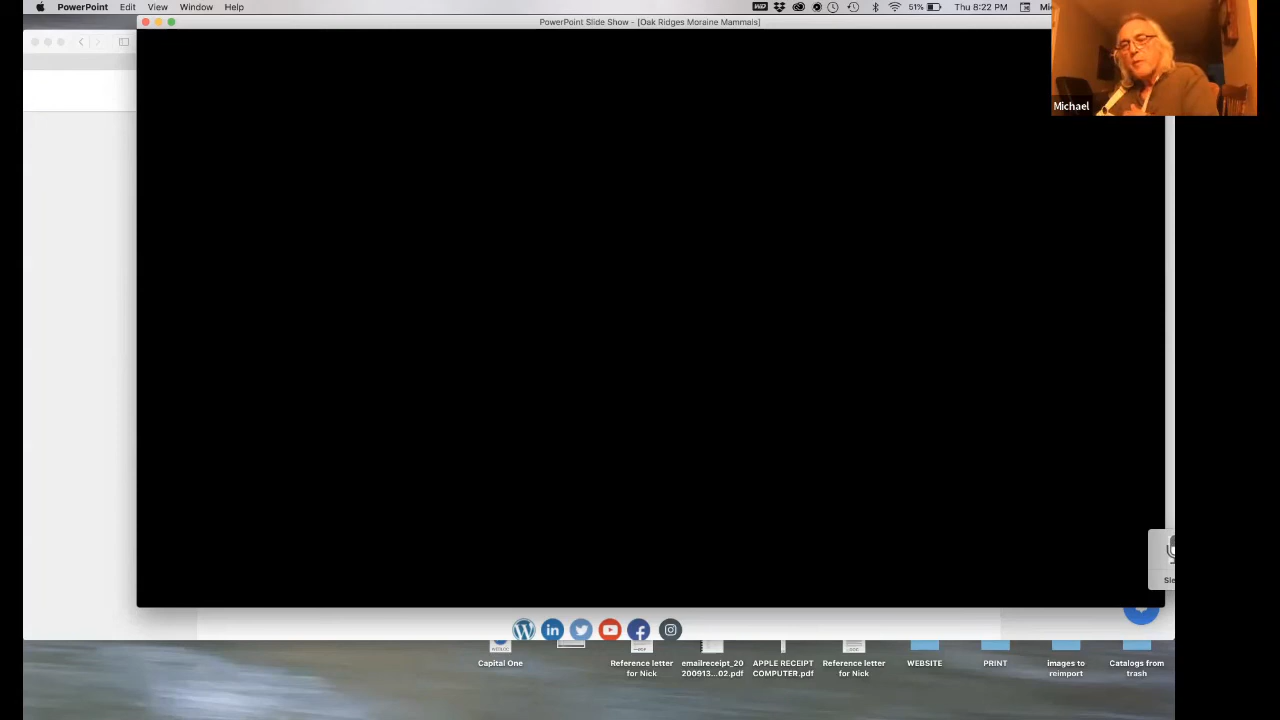 PowerPoint Edit View Window Help
51% Thu 8:22 PM
PowerPoint Slide Show - [Oak Ridges Moraine Mammals]
Michael
Capital One
Reference letter
for Nick
emailreceipt_20
200913...02.pdf
APPLE RECEIPT
COMPUTER.pdf
Reference letter
for Nick
WEBSITE
PRINT
images to
reimport
Catalogs from
trash